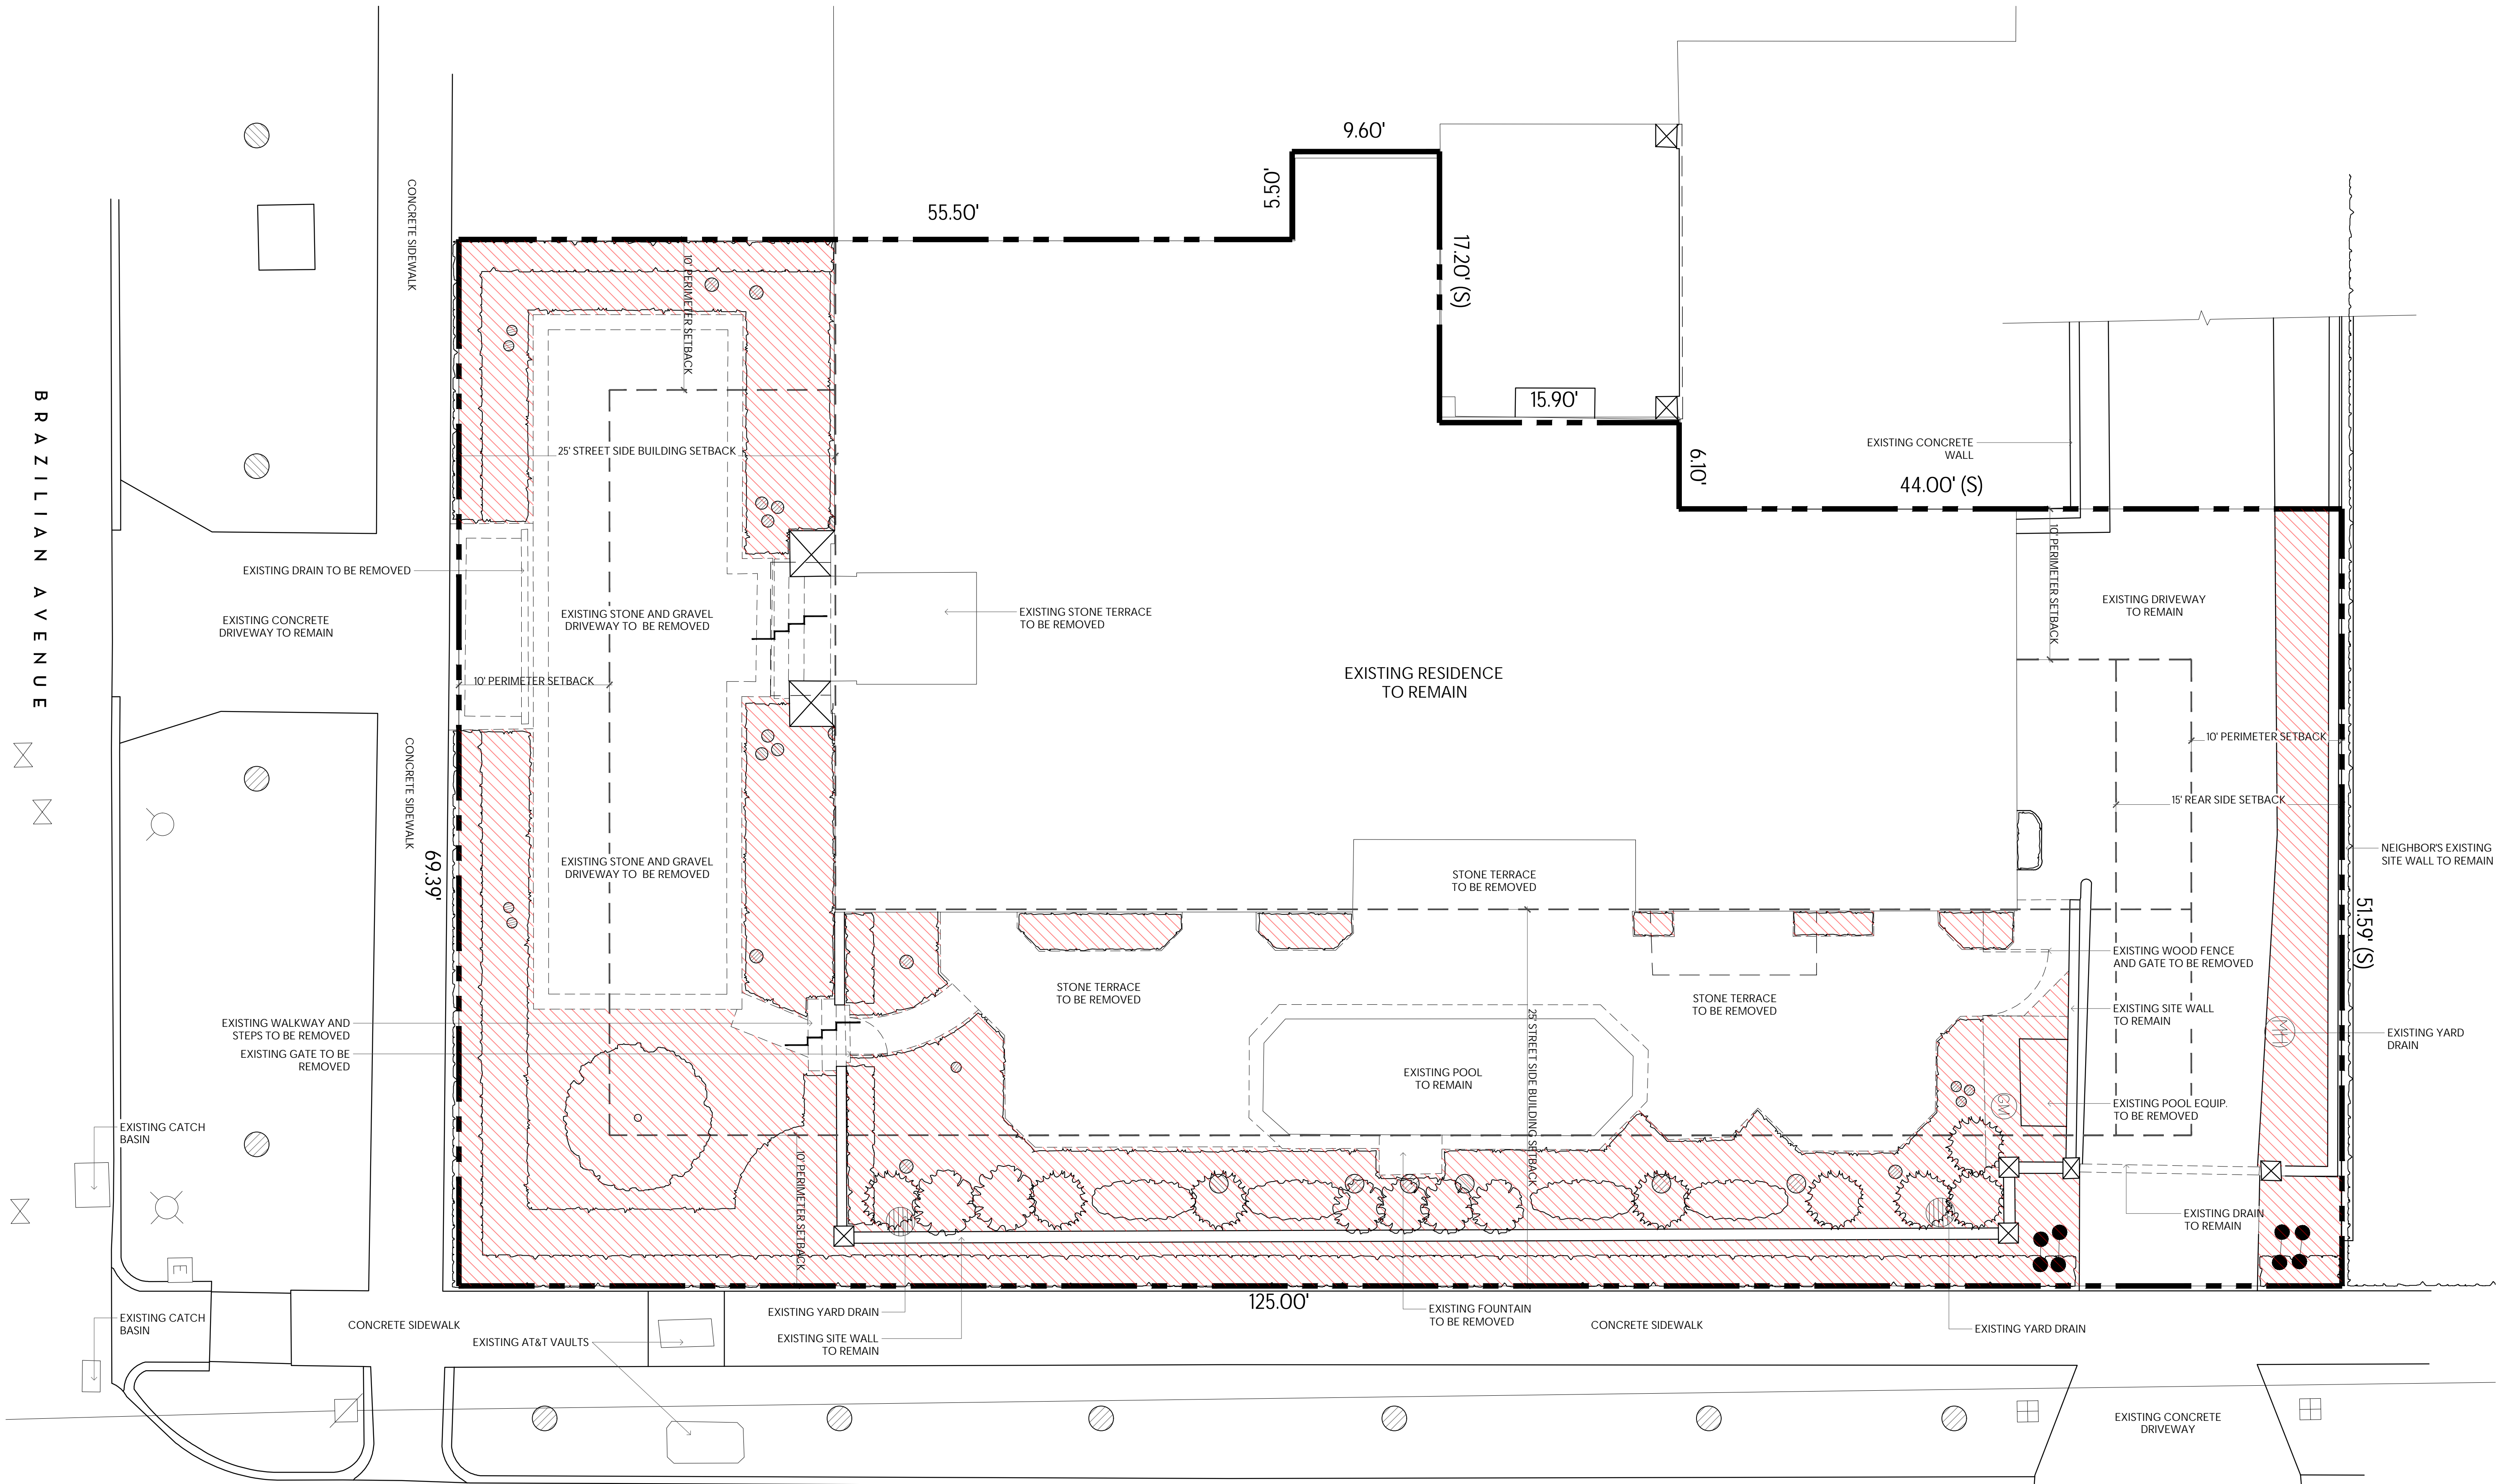 9.60'
5.50'
55.50'
CONCRETE SIDEWALK
17.20' (S)
10' PERIMETER SETBACK
15.90'
BRAZILIAN AVENUE
25' STREET SIDE BUILDING SETBACK
EXISTING CONCRETE
WALL
6.10'
44.00' (S)
10' PERIMETER SETBACK
EXISTING DRAIN TO BE REMOVED
EXISTING CONCRETE
DRIVEWAY TO REMAIN
EXISTING STONE AND GRAVEL
DRIVEWAY TO BE REMOVED
EXISTING STONE TERRACE
TO BE REMOVED
EXISTING DRIVEWAY
TO REMAIN
10' PERIMETER SETBACK
EXISTING RESIDENCE
TO REMAIN
10' PERIMETER SETBACK
CONCRETE SIDEWALK
15' REAR SIDE SETBACK
69.39'
EXISTING STONE AND GRAVEL
DRIVEWAY TO BE REMOVED
STONE TERRACE
TO BE REMOVED
NEIGHBOR'S EXISTING
SITE WALL TO REMAIN
51.59' (S)
EXISTING WOOD FENCE
AND GATE TO BE REMOVED
STONE TERRACE
TO BE REMOVED
STONE TERRACE
TO BE REMOVED
EXISTING SITE WALL
TO REMAIN
EXISTING WALKWAY AND
STEPS TO BE REMOVED
EXISTING GATE TO BE
REMOVED
25' STREET SIDE BUILDING SETBACK
MH
EXISTING YARD
DRAIN
EXISTING POOL
TO REMAIN
GM
EXISTING POOL EQUIP.
TO BE REMOVED
EXISTING CATCH
BASIN
10' PERIMETER SETBACK
EXISTING DRAIN
TO REMAIN
E
125.00'
EXISTING YARD DRAIN
EXISTING FOUNTAIN
TO BE REMOVED
EXISTING CATCH
BASIN
CONCRETE SIDEWALK
EXISTING AT&T VAULTS
EXISTING SITE WALL
TO REMAIN
CONCRETE SIDEWALK
EXISTING YARD DRAIN
EXISTING CONCRETE
DRIVEWAY